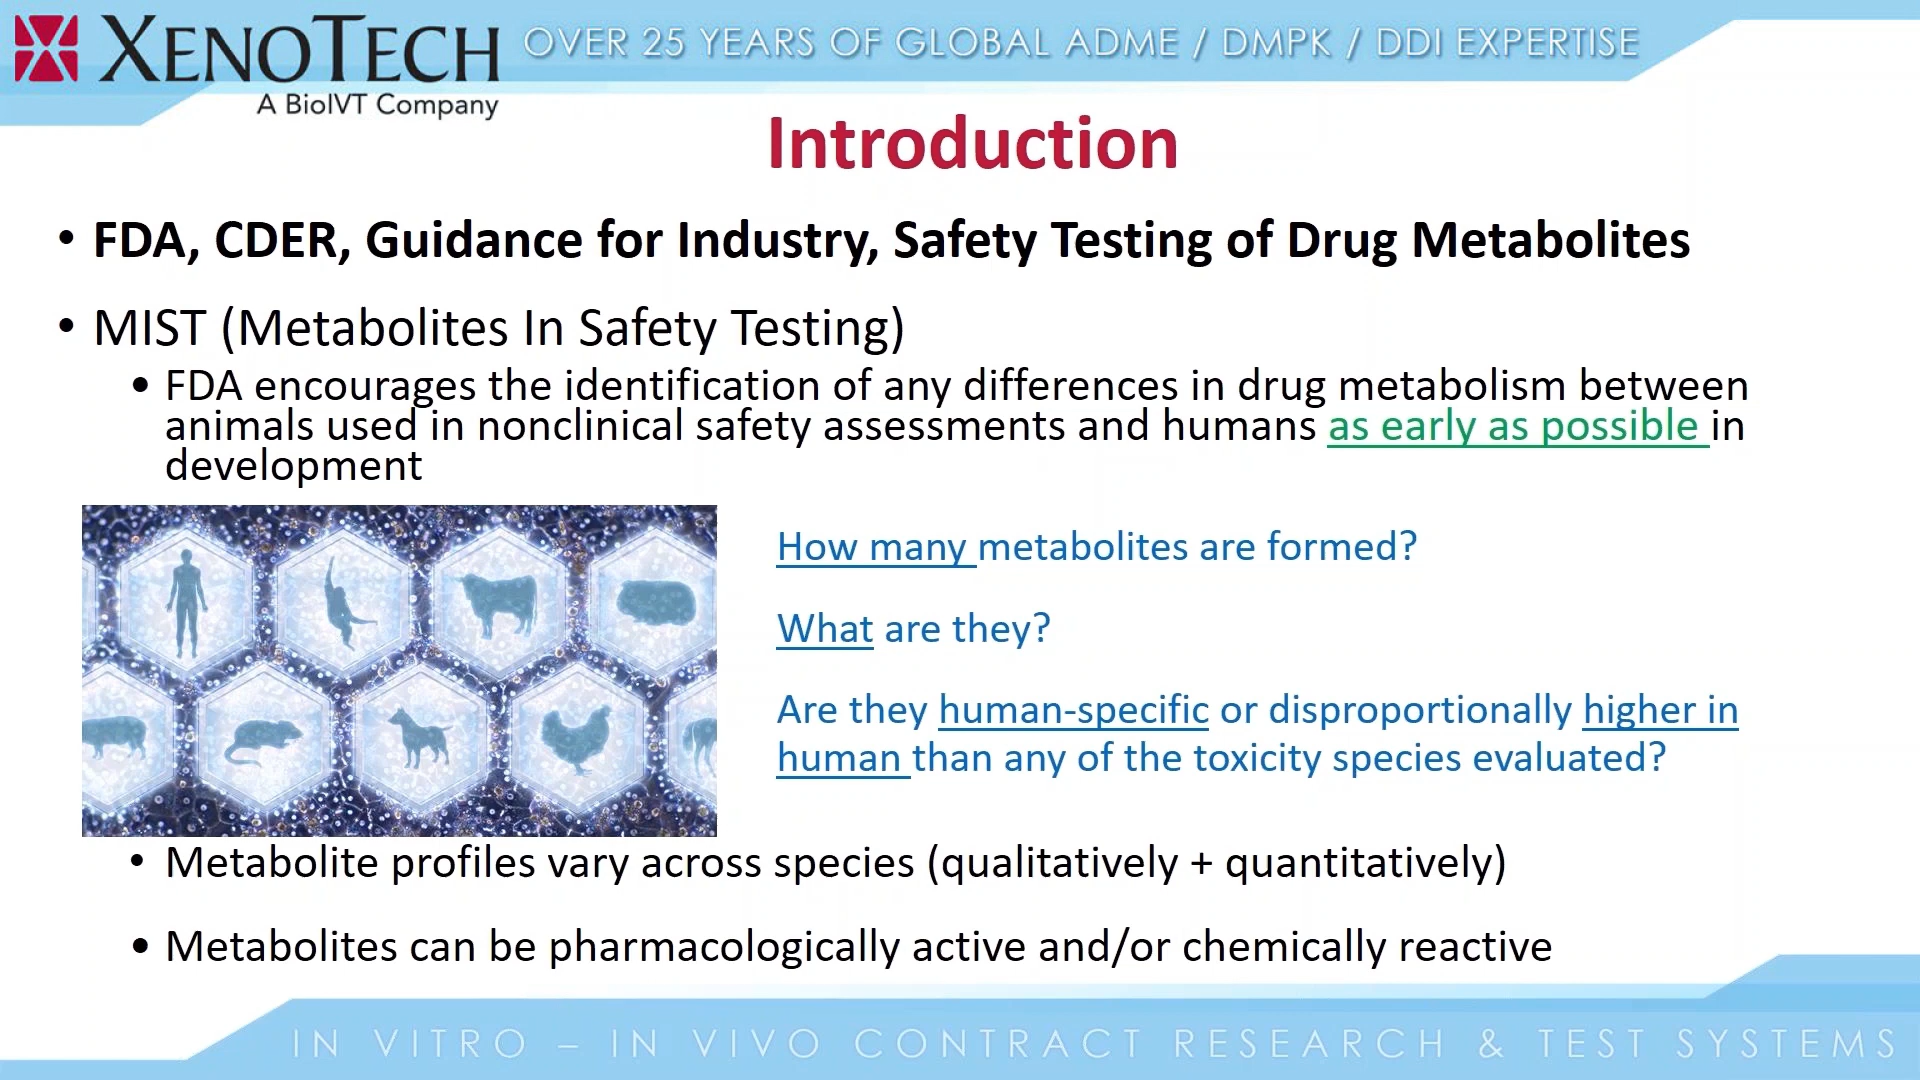 XENOTECH
A BioIVT Company
OVER 25 YEARS OF GLOBAL ADME / DMPK / DDI EXPERTISE
Introduction
• FDA, CDER, Guidance for Industry, Safety Testing of Drug Metabolites
• MIST (Metabolites In Safety Testing)
• FDA encourages the identification of any differences in drug metabolism between
animals used in nonclinical safety assessments and humans as early as possible in
development
How many metabolites are formed?
What are they?
Are they human-specific or disproportionally higher in
human than any of the toxicity species evaluated?
• Metabolite profiles vary across species (qualitatively + quantitatively)
• Metabolites can be pharmacologically active and/or chemically reactive
IN VITRO – IN VIVO CONTRACT RESEARCH & TEST SYSTEMS